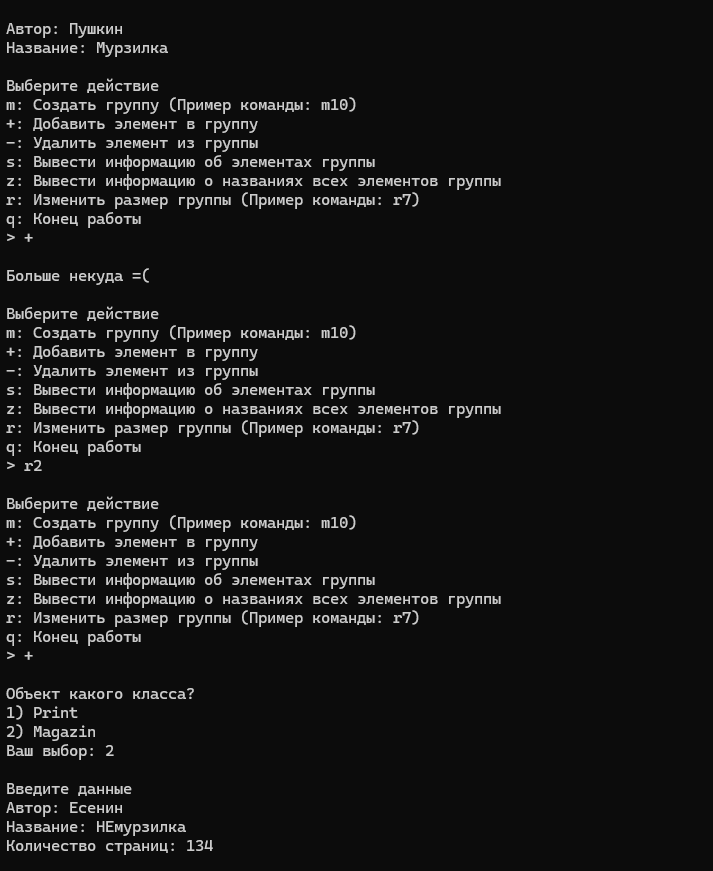 Автор: Пушкин
Название: Мурзилка
Выберите действие
m: Создать группу (Пример команды: m10)
+: Добавить элемент в группу
-: Удалить элемент из группы
s: Вывести информацию об элементах группы
z: Вывести информацию о названиях всех элементов группы
r: Изменить размер группы (Пример команды: r7)
q: Конец работы
> +
Больше некуда =(
Выберите действие
m: Создать группу (Пример команды: m10)
+: Добавить элемент в группу
-: Удалить элемент из группы
s: Вывести информацию об элементах группы
z: Вывести информацию о названиях всех элементов группы
r: Изменить размер группы (Пример команды: r7)
q: Конец работы
> r2
Выберите действие
m: Создать группу (Пример команды: m10)
+: Добавить элемент в группу
-: Удалить элемент из группы
s: Вывести информацию об элементах группы
z: Вывести информацию о названиях всех элементов группы
r: Изменить размер группы (Пример команды: r7)
q: Конец работы
> +
Объект какого класса?
1) Print
2) Magazin
Ваш выбор: 2
Введите данные
Автор: Есенин
Название: НЕмурзилка
Количество страниц: 134